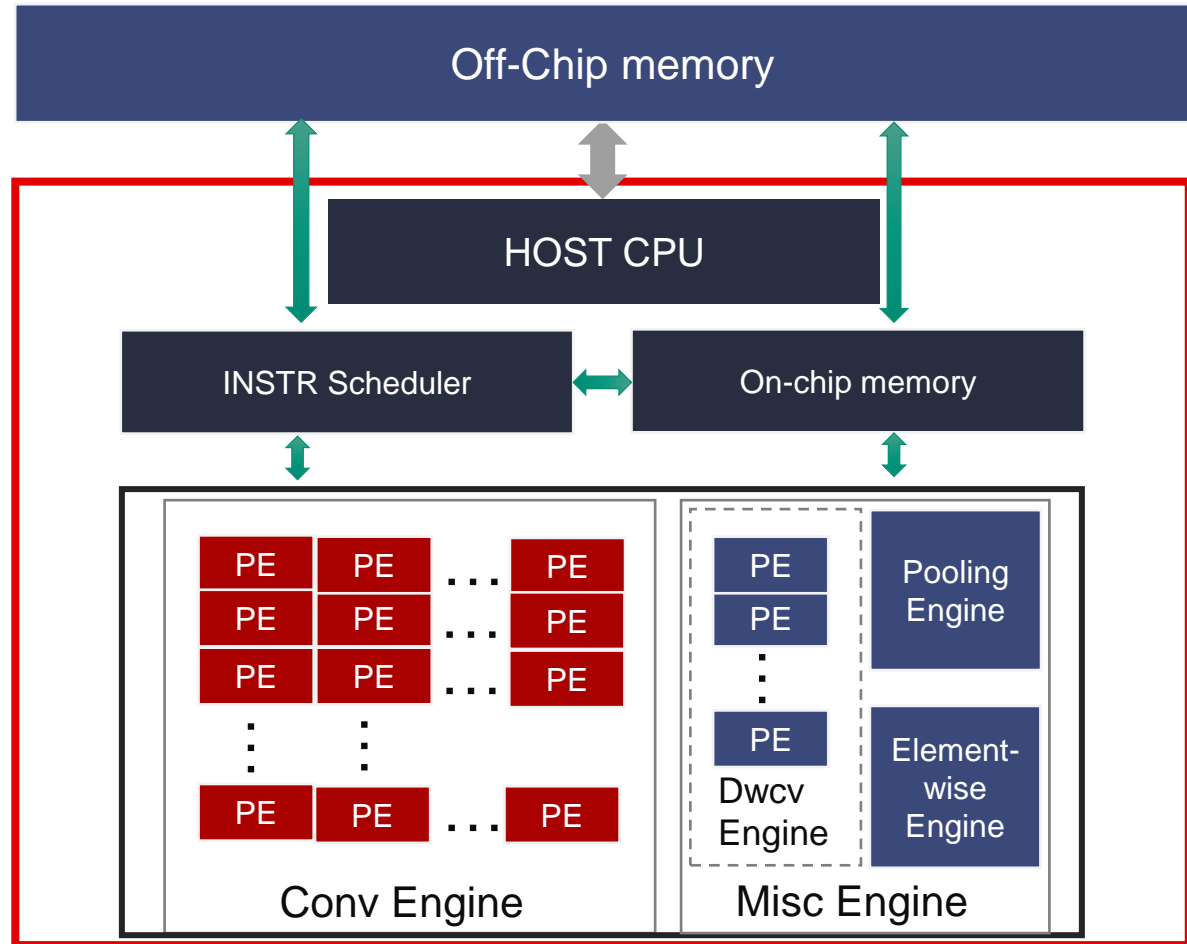 Off-Chip memory
HOST CPU
INSTR Scheduler
On-chip memory
PE PE ... PE
PE PE ... PE
PE PE ... PE
PE PE ... PE
Conv Engine
PE
PE
PE
Dwcv
Engine
Pooling
Engine
Element-
wise
Engine
Misc Engine